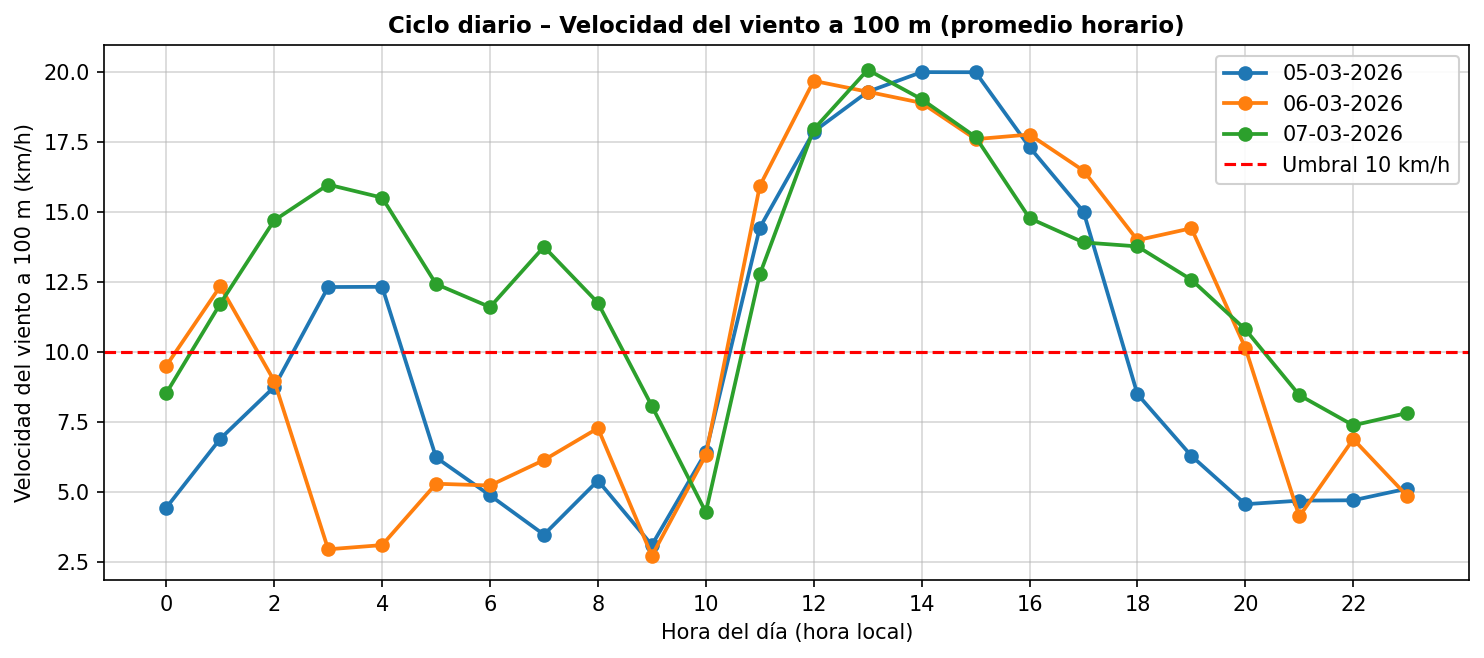 Ciclo diario – Velocidad del viento a 100 m (promedio horario)
Velocidad del viento a 100 m (km/h)
20.0
17.5
15.0
12.5
10.0
7.5
5.0
2.5
05-03-2026
06-03-2026
07-03-2026
Umbral 10 km/h
0 2 4 6 8 10 12 14 16 18 20 22
Hora del día (hora local)